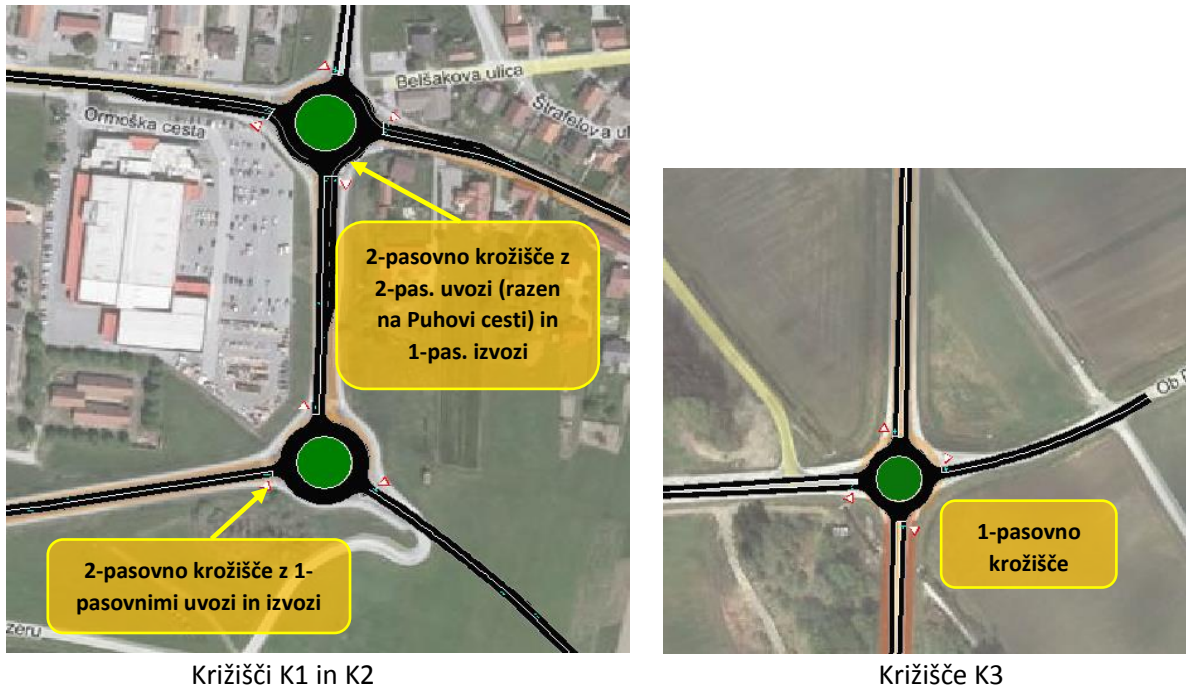 Belšakova ulica
Štrafelova ul
Ormoška cesta
2-pasovno krožišče z
2-pas. uvozi (razen
na Puhovi cesti) in
1-pas. izvozi
2-pasovno krožišče z 1-
pasovnimi uvozi in izvozi
zeru
Križišči K1 in K2
Ob
1-pasovno
krožišče
Križišče K3